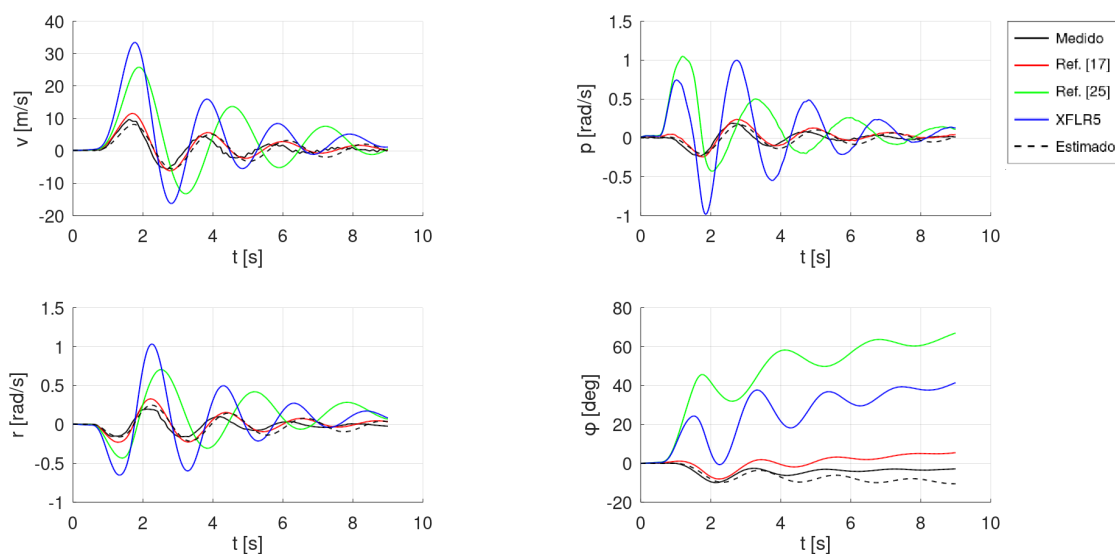 40
30
20
10
0
-10
-20
v [m/s]
0 2 4 6 8 10
t [s]
1.5
1
0.5
0
-0.5
-1
p [rad/s]
0 2 4 6 8 10
t [s]
Medido
Ref. [17]
Ref. [25]
XFLR5
Estimado
1.5
1
0.5
0
-0.5
-1
r [rad/s]
0 2 4 6 8 10
t [s]
80
60
40
20
0
-20
φ [deg]
0 2 4 6 8 10
t [s]